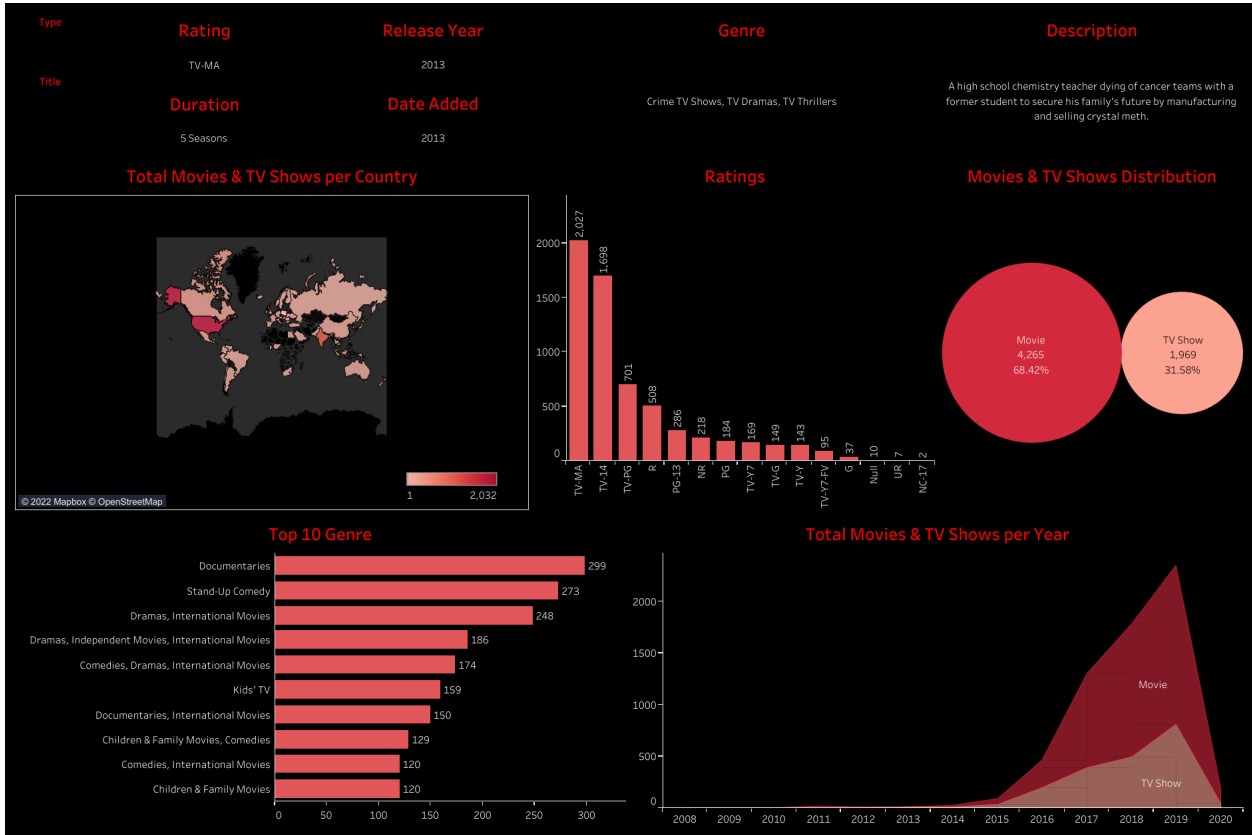 Type
Rating
Release Year
Genre
Description
TV-MA
2013
Title
A high school chemistry teacher dying of cancer teams with a
former student to secure his family's future by manufacturing
and selling crystal meth.
Duration
Date Added
Crime TV Shows, TV Dramas, TV Thrillers
5 Seasons
2013
Total Movies & TV Shows per Country
© 2022 Mapbox © OpenStreetMap
1
2,032
Ratings
2000
1500
1000
500
0
2,027
1,698
701
508
286
218
184
169
149
143
95
37
10
7
2
TV-MA
TV-14
TV-PG
R
PG-13
NR
PG
TV-Y7
TV-G
TV-Y
TV-Y7-FV
G
Null
UR
NC-17
Movies & TV Shows Distribution
Movie
4,265
68.42%
TV Show
1,969
31.58%
Top 10 Genre
Documentaries
299
Stand-Up Comedy
273
Dramas, International Movies
248
Dramas, Independent Movies, International Movies
186
Comedies, Dramas, International Movies
174
Kids' TV
159
Documentaries, International Movies
150
Children & Family Movies, Comedies
129
Comedies, International Movies
120
Children & Family Movies
120
0 50 100 150 200 250 300
Total Movies & TV Shows per Year
2000
1500
1000
500
0
Movie
TV Show
2008 2009 2010 2011 2012 2013 2014 2015 2016 2017 2018 2019 2020